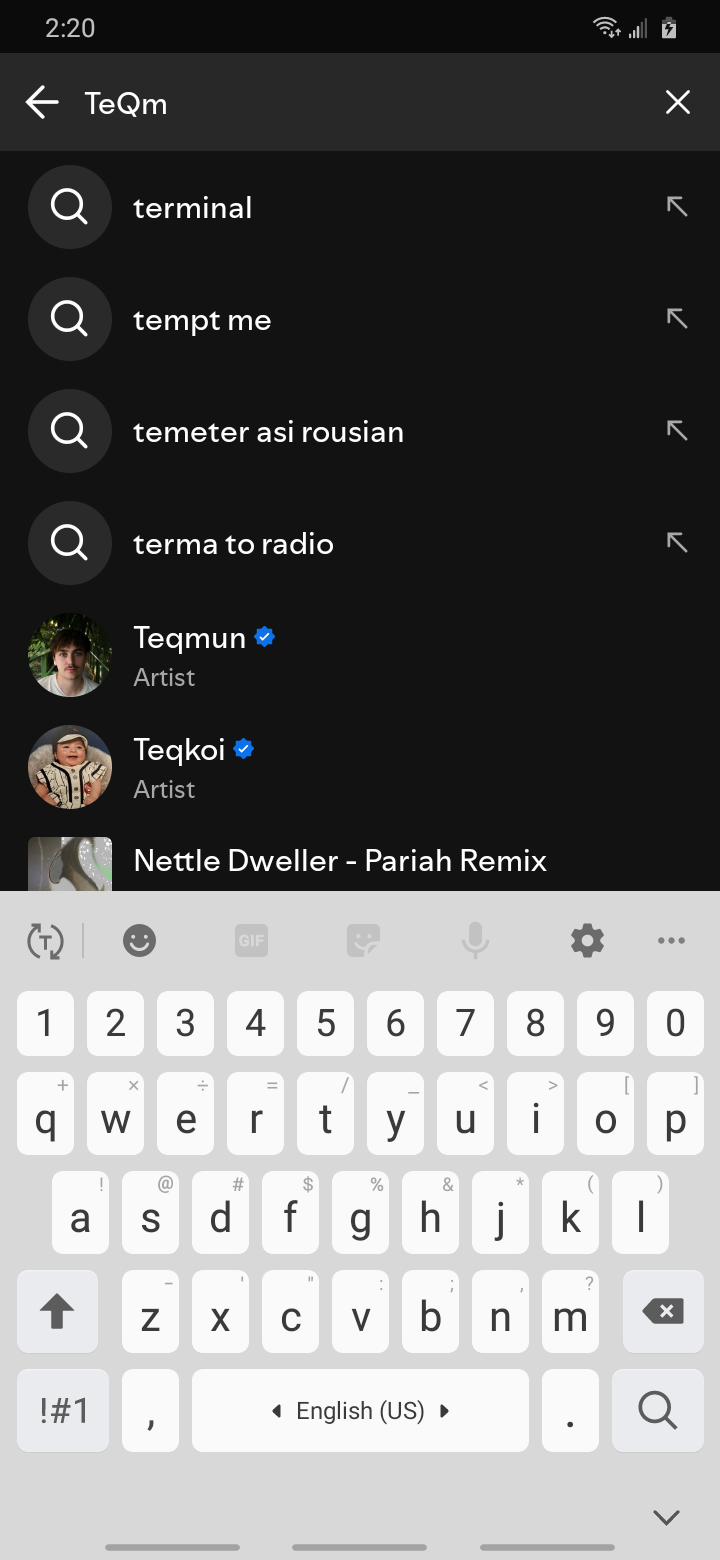 2:20
TeQm
terminal
tempt me
temeter asi rousian
terma to radio
Teqmun
Artist
Teqkoi
Artist
Nettle Dweller - Pariah Remix
T GIF
1 2 3 4 5 6 7 8 9 0
+ × ÷ = / _ < > [ ]
q w e r t y u i o p
! @ # $ % & * ( )
a s d f g h j k l
- ' " : ; , ?
z x c v b n m
!#1 , English (US) .